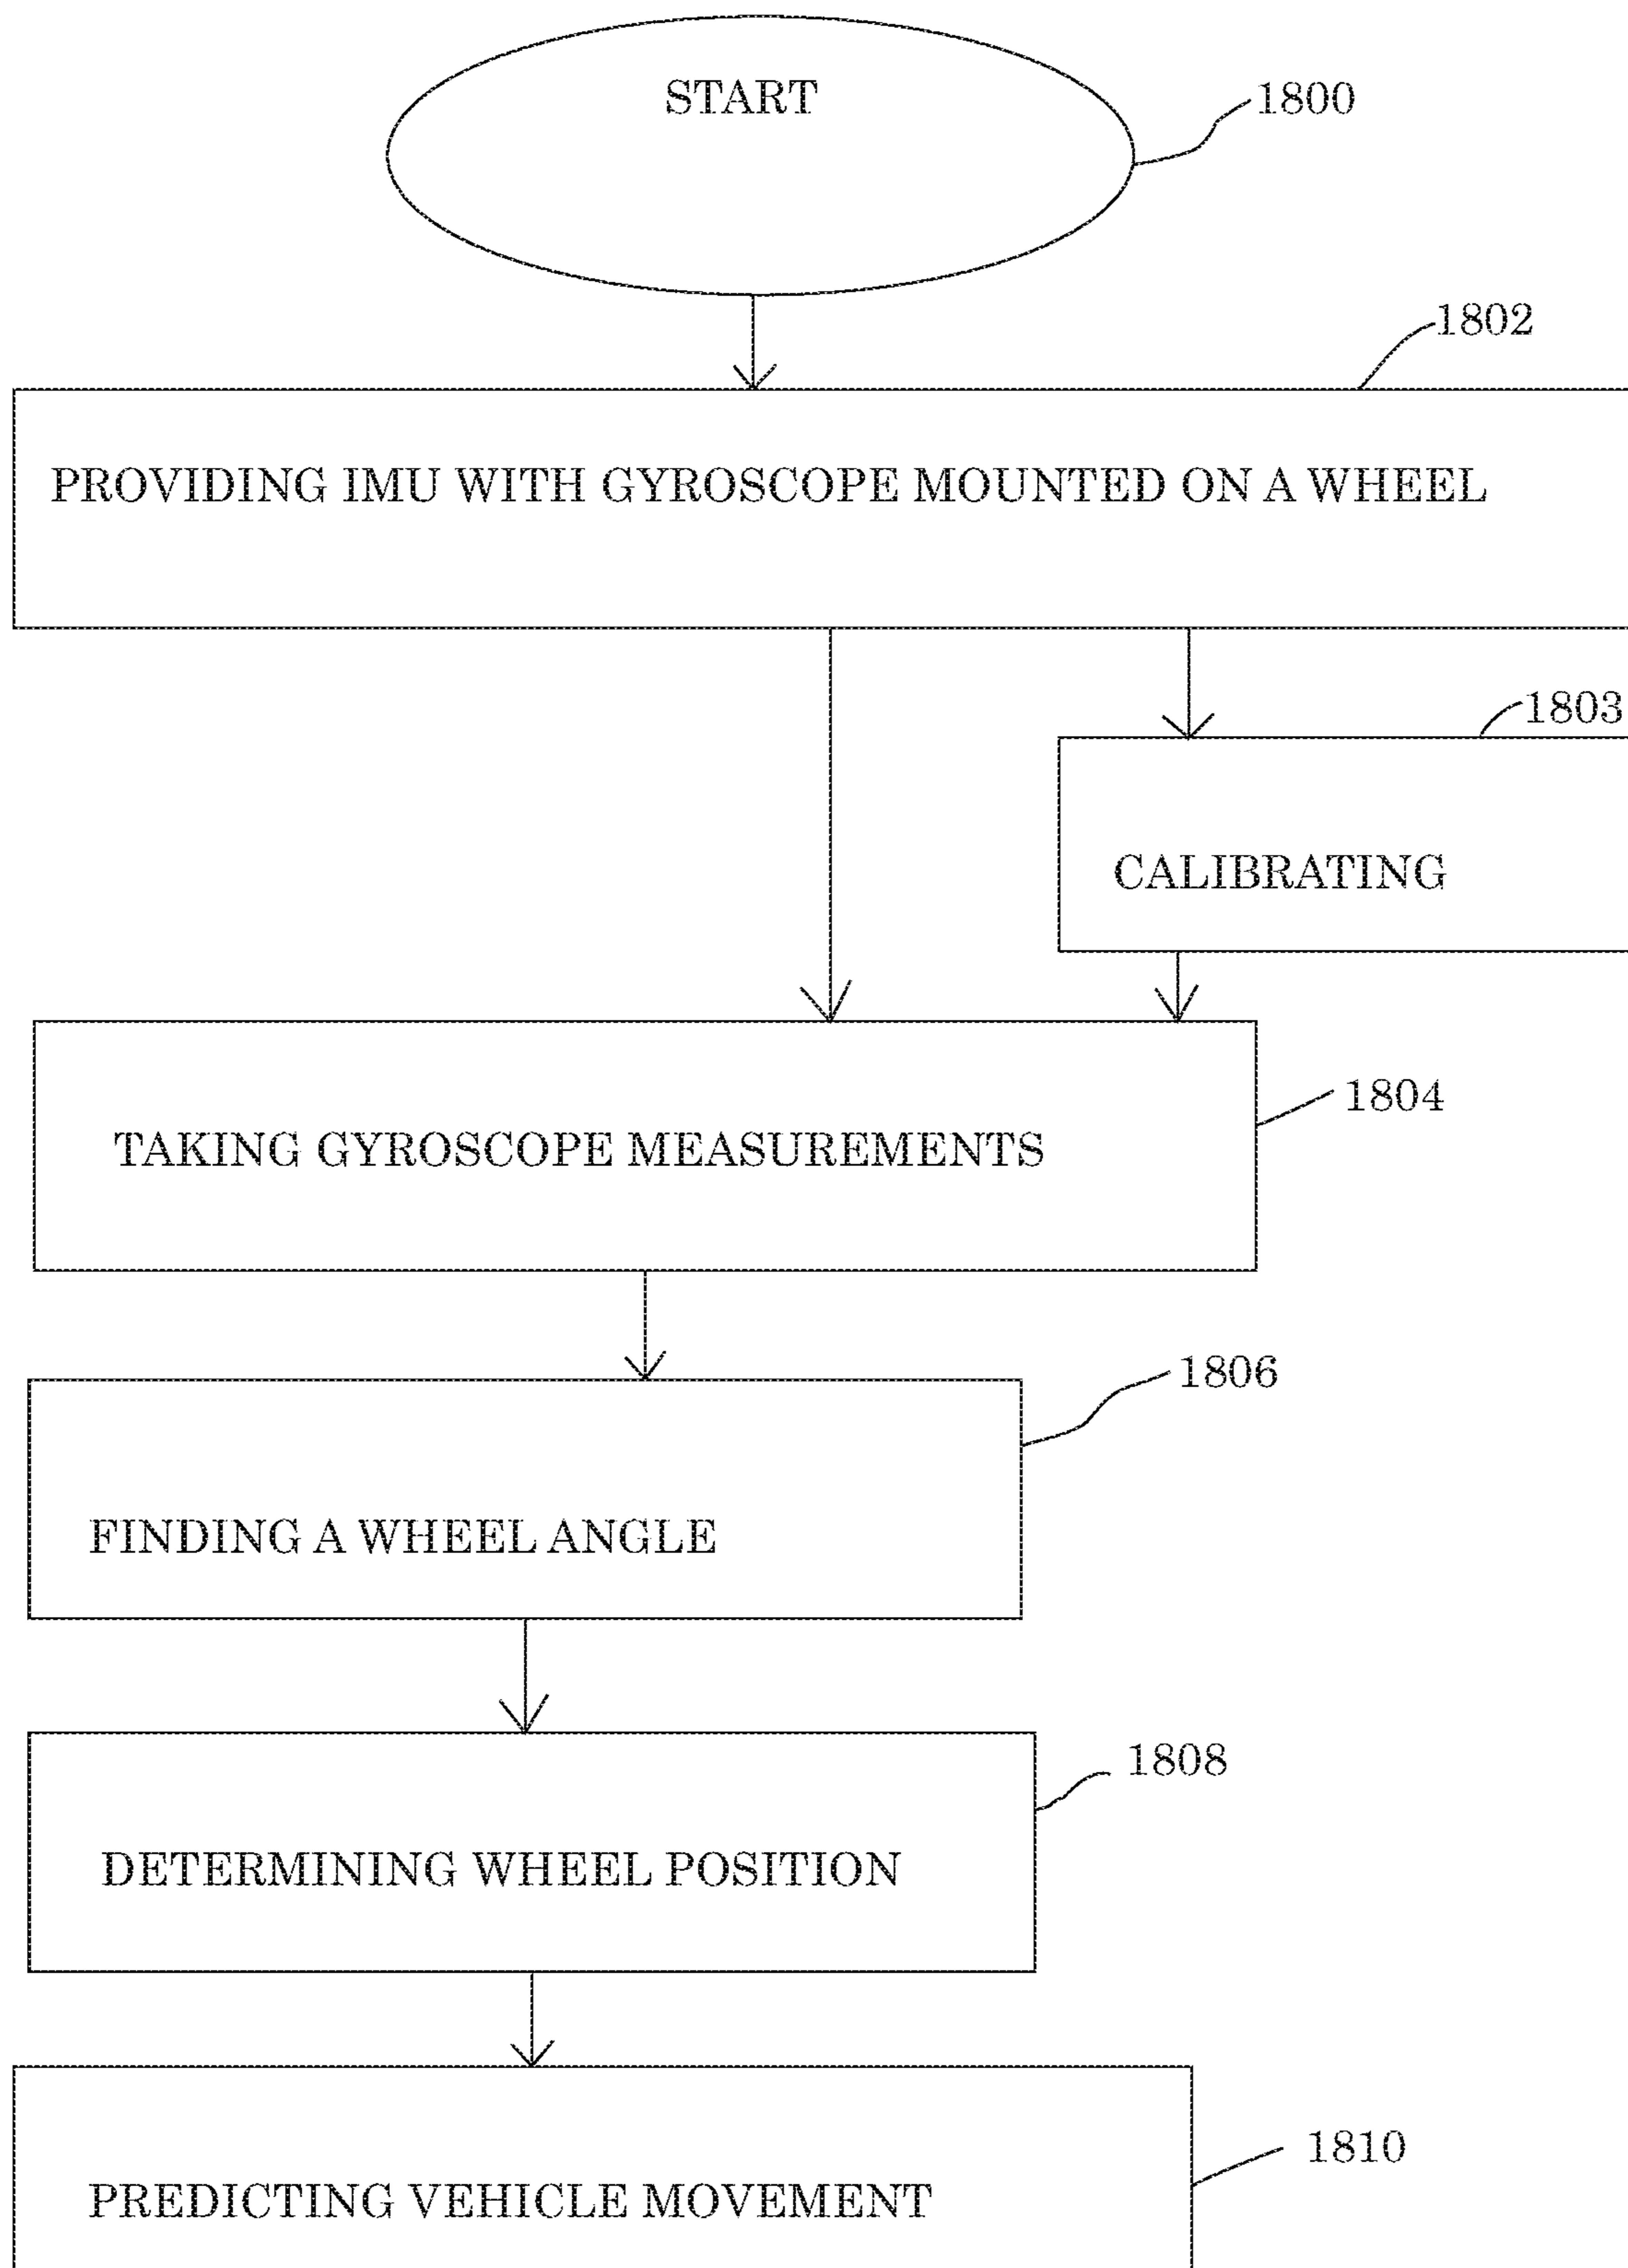 START
1800
1802
PROVIDING IMU WITH GYROSCOPE MOUNTED ON A WHEEL
1803
CALIBRATING
1804
TAKING GYROSCOPE MEASUREMENTS
1806
FINDING A WHEEL ANGLE
1808
DETERMINING WHEEL POSITION
1810
PREDICTING VEHICLE MOVEMENT